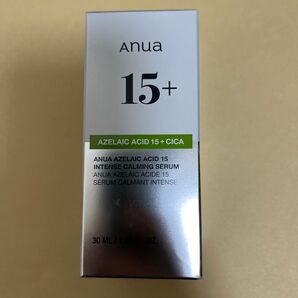 Anua
15+
AZELAIC ACID 15 + CICA
ANUA AZELAIC ACID 15
INTENSE CALMING SERUM
ANUA AZELAIC ACIDE 15
SÉRUM CALMANT INTENSE
30 ML /